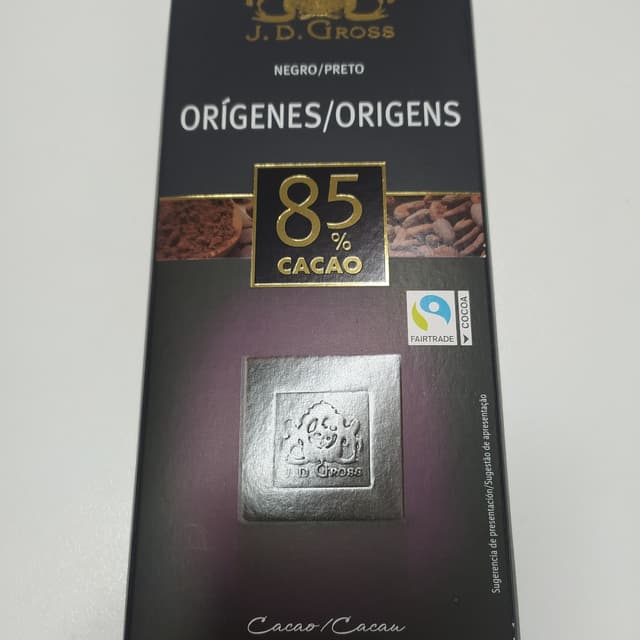 J. D. GROSS
NEGRO/PRETO
ORÍGENES/ORIGENS
85
%
CACAO
FAIRTRADE
COCOA
J.D. GROSS
Sugerencia de presentación/Sugestão de apresentação
Cacao/Cacau